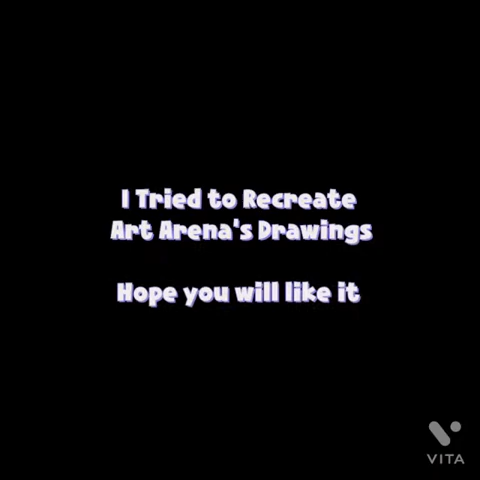 I Tried to Recreate
Art Arena's Drawings
Hope you will like it
VITA